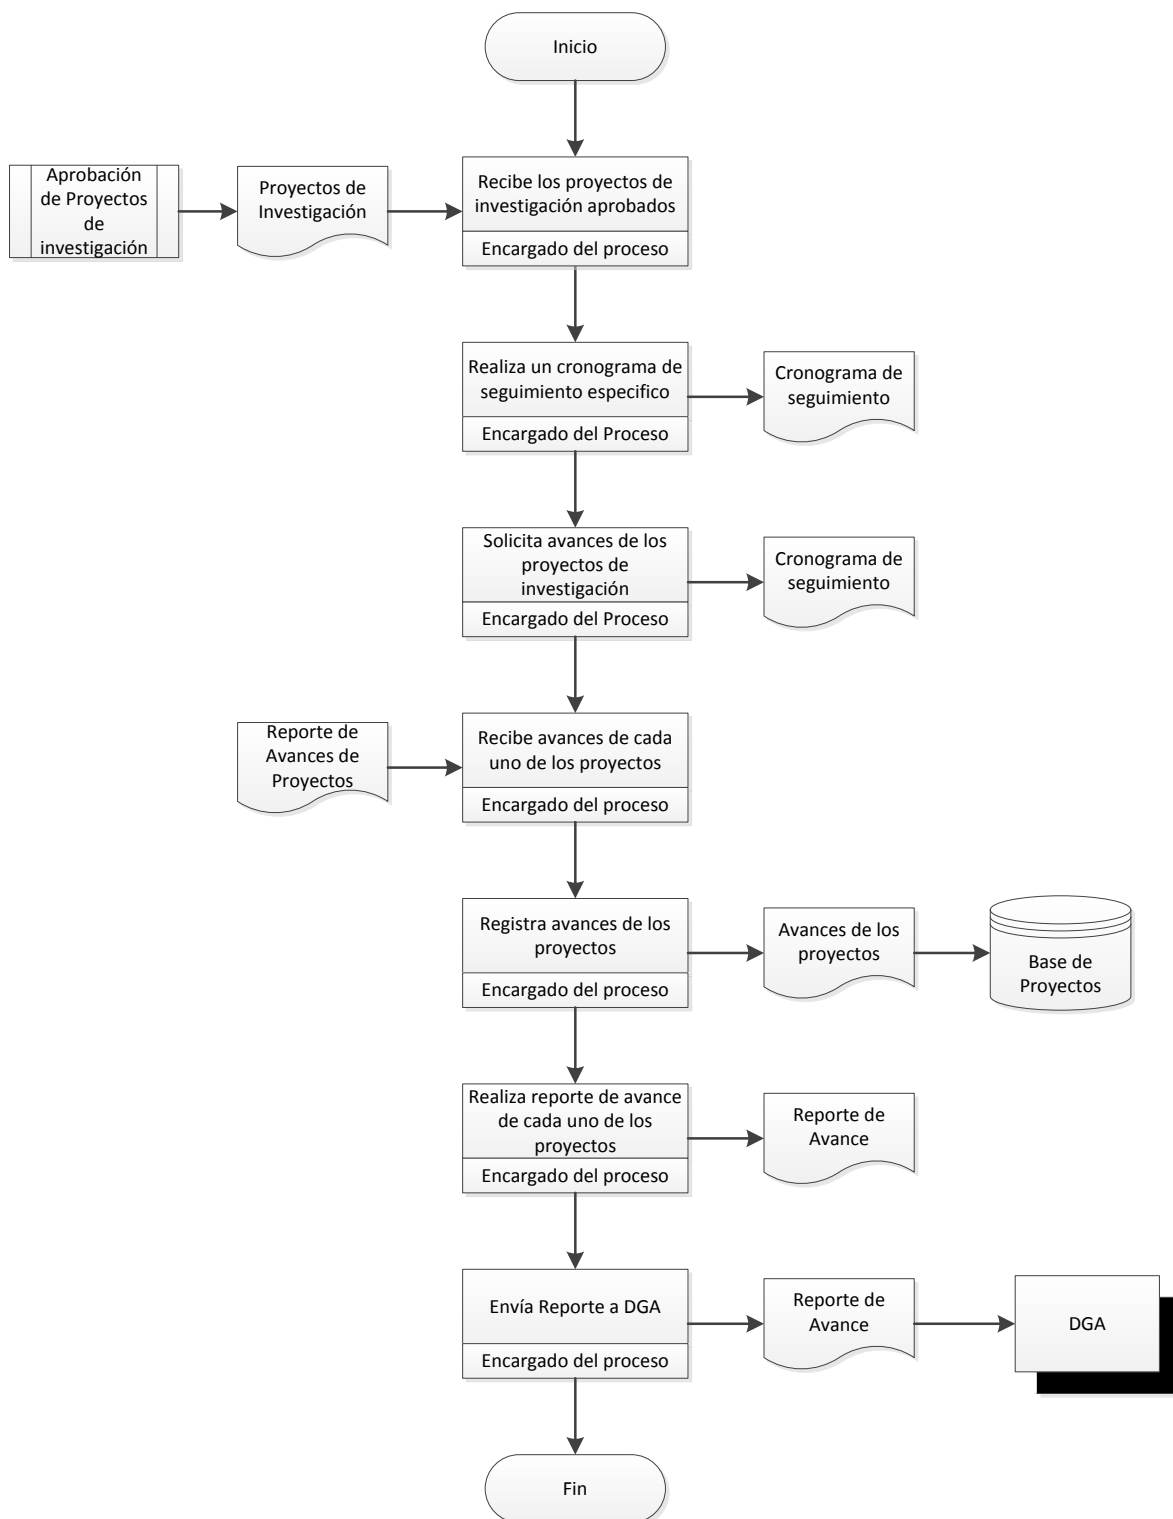 Inicio
Aprobación
de Proyectos
de
investigación
Proyectos de
Investigación
Recibe los proyectos de
investigación aprobados
Encargado del proceso
Realiza un cronograma de
seguimiento especifico
Encargado del Proceso
Cronograma de
seguimiento
Solicita avances de los
proyectos de
investigación
Encargado del Proceso
Cronograma de
seguimiento
Reporte de
Avances de
Proyectos
Recibe avances de cada
uno de los proyectos
Encargado del proceso
Registra avances de los
proyectos
Encargado del proceso
Avances de los
proyectos
Base de
Proyectos
Realiza reporte de avance
de cada uno de los
proyectos
Encargado del proceso
Reporte de
Avance
Envía Reporte a DGA
Encargado del proceso
Reporte de
Avance
DGA
Fin